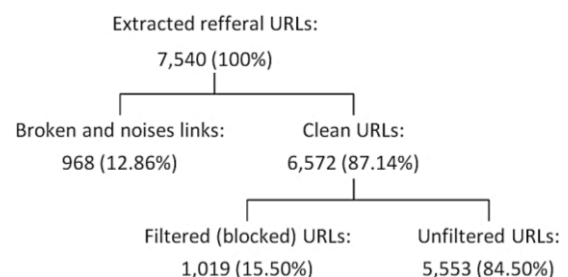 Extracted refferal URLs:
7,540 (100%)
Broken and noises links:
968 (12.86%)
Clean URLs:
6,572 (87.14%)
Filtered (blocked) URLs:
1,019 (15.50%)
Unfiltered URLs:
5,553 (84.50%)